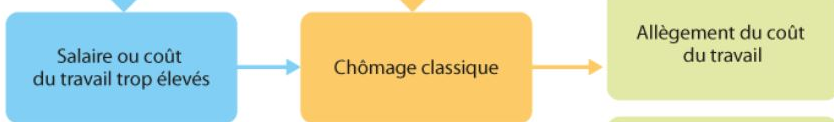 Salaire ou coût
du travail trop élevés
Chômage classique
Allègement du coût
du travail